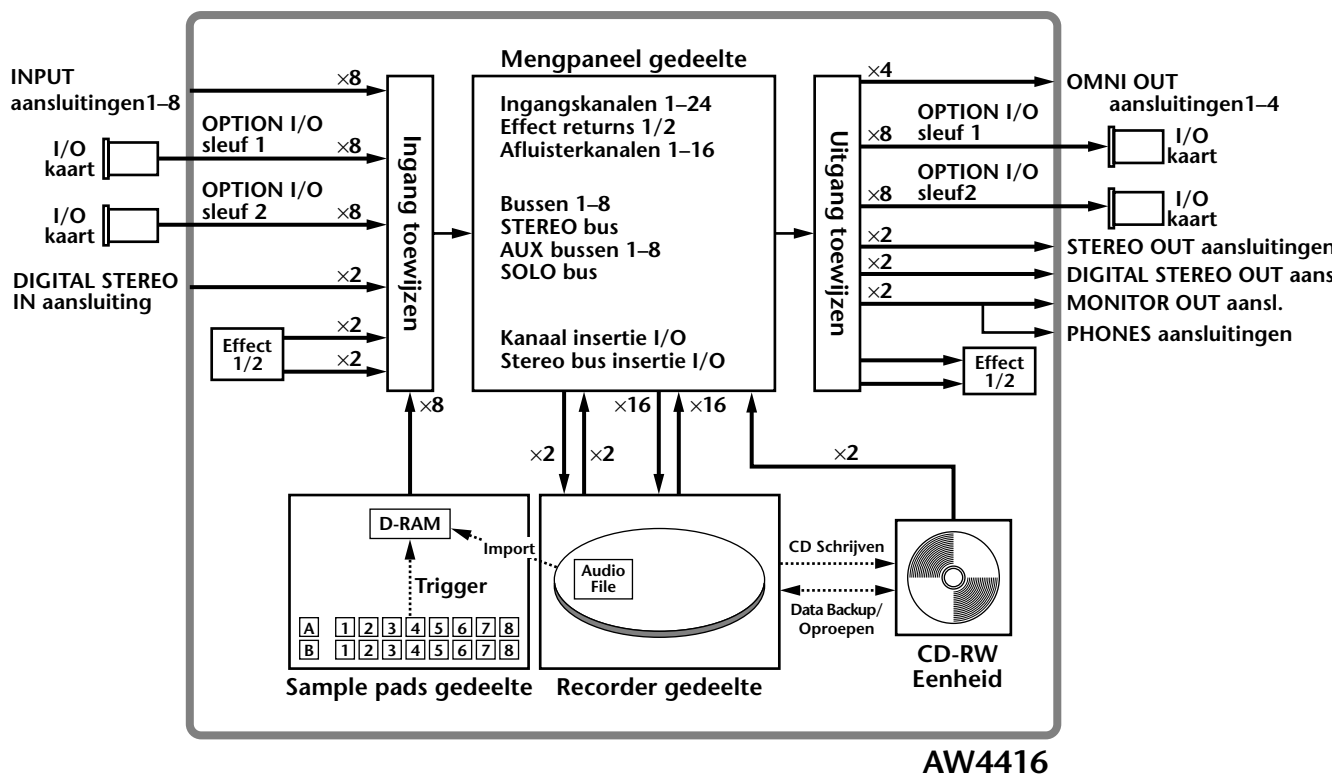 Mengpaneel gedeelte
INPUT
aansluitingen1–8
×8
I/O
kaart
OPTION I/O
sleuf 1
×8
I/O
kaart
OPTION I/O
sleuf 2
×8
DIGITAL STEREO
IN aansluiting
×2
Effect
1/2
×2
×2
Ingang toewijzen
Ingangskanalen 1–24
Effect returns 1/2
Afluisterkanalen 1–16
Bussen 1–8
STEREO bus
AUX bussen 1–8
SOLO bus
Kanaal insertie I/O
Stereo bus insertie I/O
Uitgang toewijzen
×4
OMNI OUT
aansluitingen1–4
×8
OPTION I/O
sleuf 1
I/O
kaart
×8
OPTION I/O
sleuf2
I/O
kaart
×2
STEREO OUT aansluitingen
×2
DIGITAL STEREO OUT aans
×2
MONITOR OUT aansl.
PHONES aansluitingen
Effect
1/2
×8
×2
×2
×16
×16
×2
D-RAM
Import
Trigger
A 1 2 3 4 5 6 7 8
B 1 2 3 4 5 6 7 8
Sample pads gedeelte
Audio
File
Recorder gedeelte
CD Schrijven
Data Backup/
Oproepen
CD-RW
Eenheid
AW4416